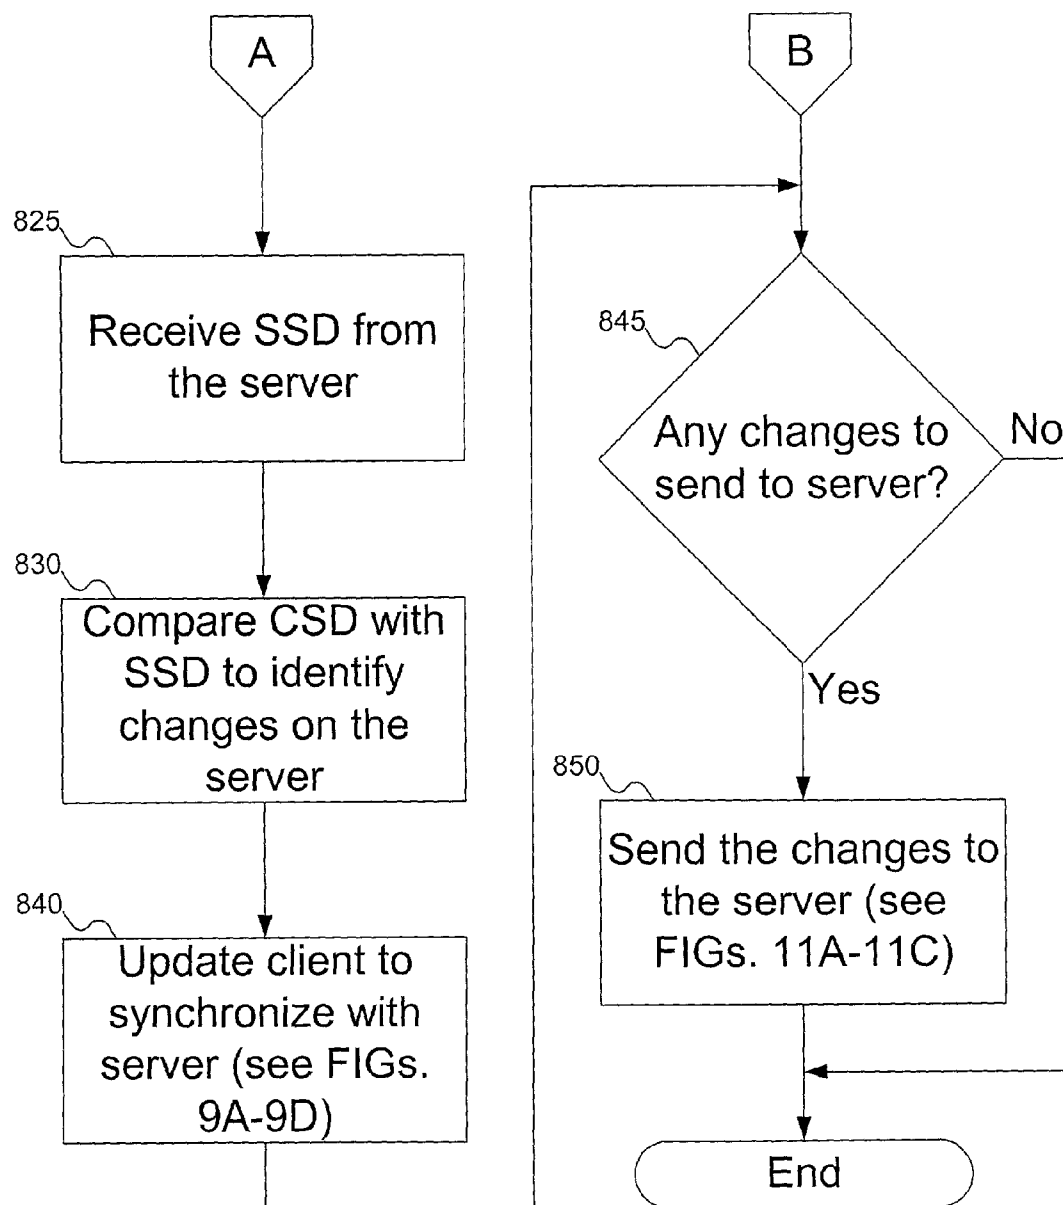 A
825
Receive SSD from
the server
830
Compare CSD with
SSD to identify
changes on the
server
840
Update client to
synchronize with
server (see FIGs.
9A-9D)
B
845
Any changes to
send to server?
No
Yes
850
Send the changes to
the server (see
FIGs. 11A-11C)
End